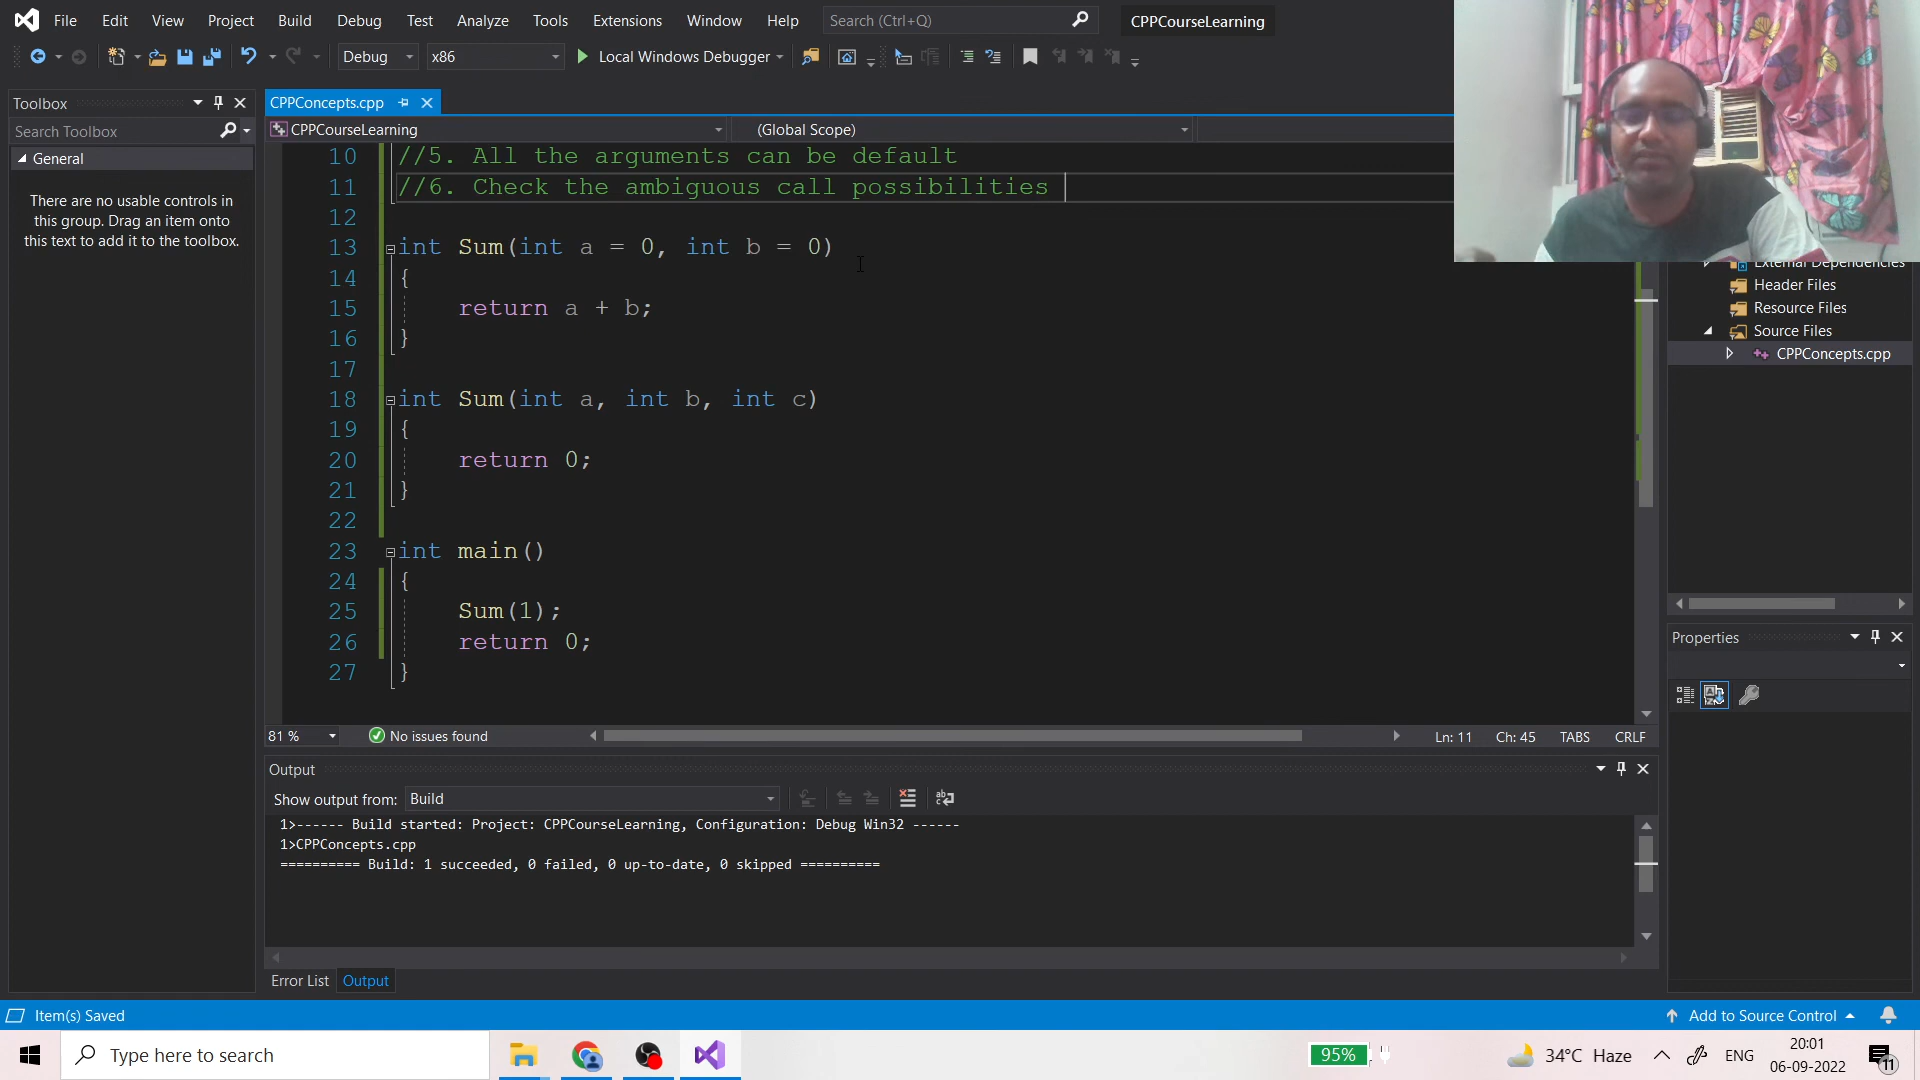 File Edit View Project Build Debug Test Analyze Tools Extensions Window Help Search (Ctrl+Q) CPPCourseLearning
Debug x86 Local Windows Debugger
Toolbox
Search Toolbox
General
There are no usable controls in
this group. Drag an item onto
this text to add it to the toolbox.
CPPConcepts.cpp
CPPCourseLearning (Global Scope)
10 //5. All the arguments can be default
11 //6. Check the ambiguous call possibilities
12
13 int Sum(int a = 0, int b = 0)
14 {
15 return a + b;
16 }
17
18 int Sum(int a, int b, int c)
19 {
20 return 0;
21 }
22
23 int main()
24 {
25 Sum(1);
26 return 0;
27 }
81 % No issues found Ln: 11 Ch: 45 TABS CRLF
Output
Show output from: Build
1>------ Build started: Project: CPPCourseLearning, Configuration: Debug Win32 ------
1>CPPConcepts.cpp
========== Build: 1 succeeded, 0 failed, 0 up-to-date, 0 skipped ==========
Error List Output
External Dependencies
Header Files
Resource Files
Source Files
CPPConcepts.cpp
Properties
Item(s) Saved Add to Source Control
Type here to search 95% 34°C Haze ENG 20:01
06-09-2022 11